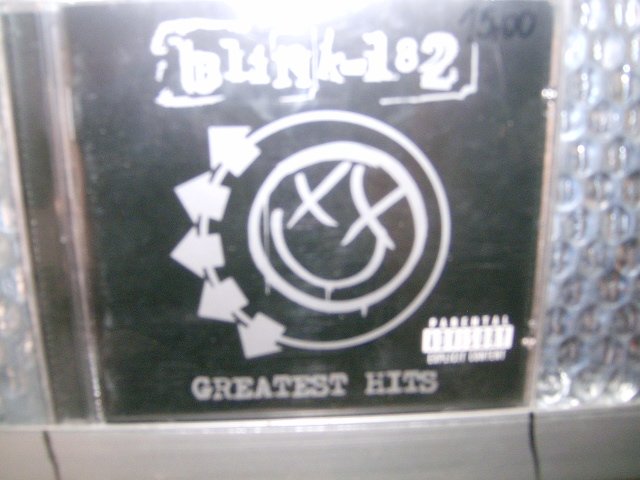 blink-182
15.00
PARENTAL
ADVISORY
EXPLICIT CONTENT
GREATEST HITS